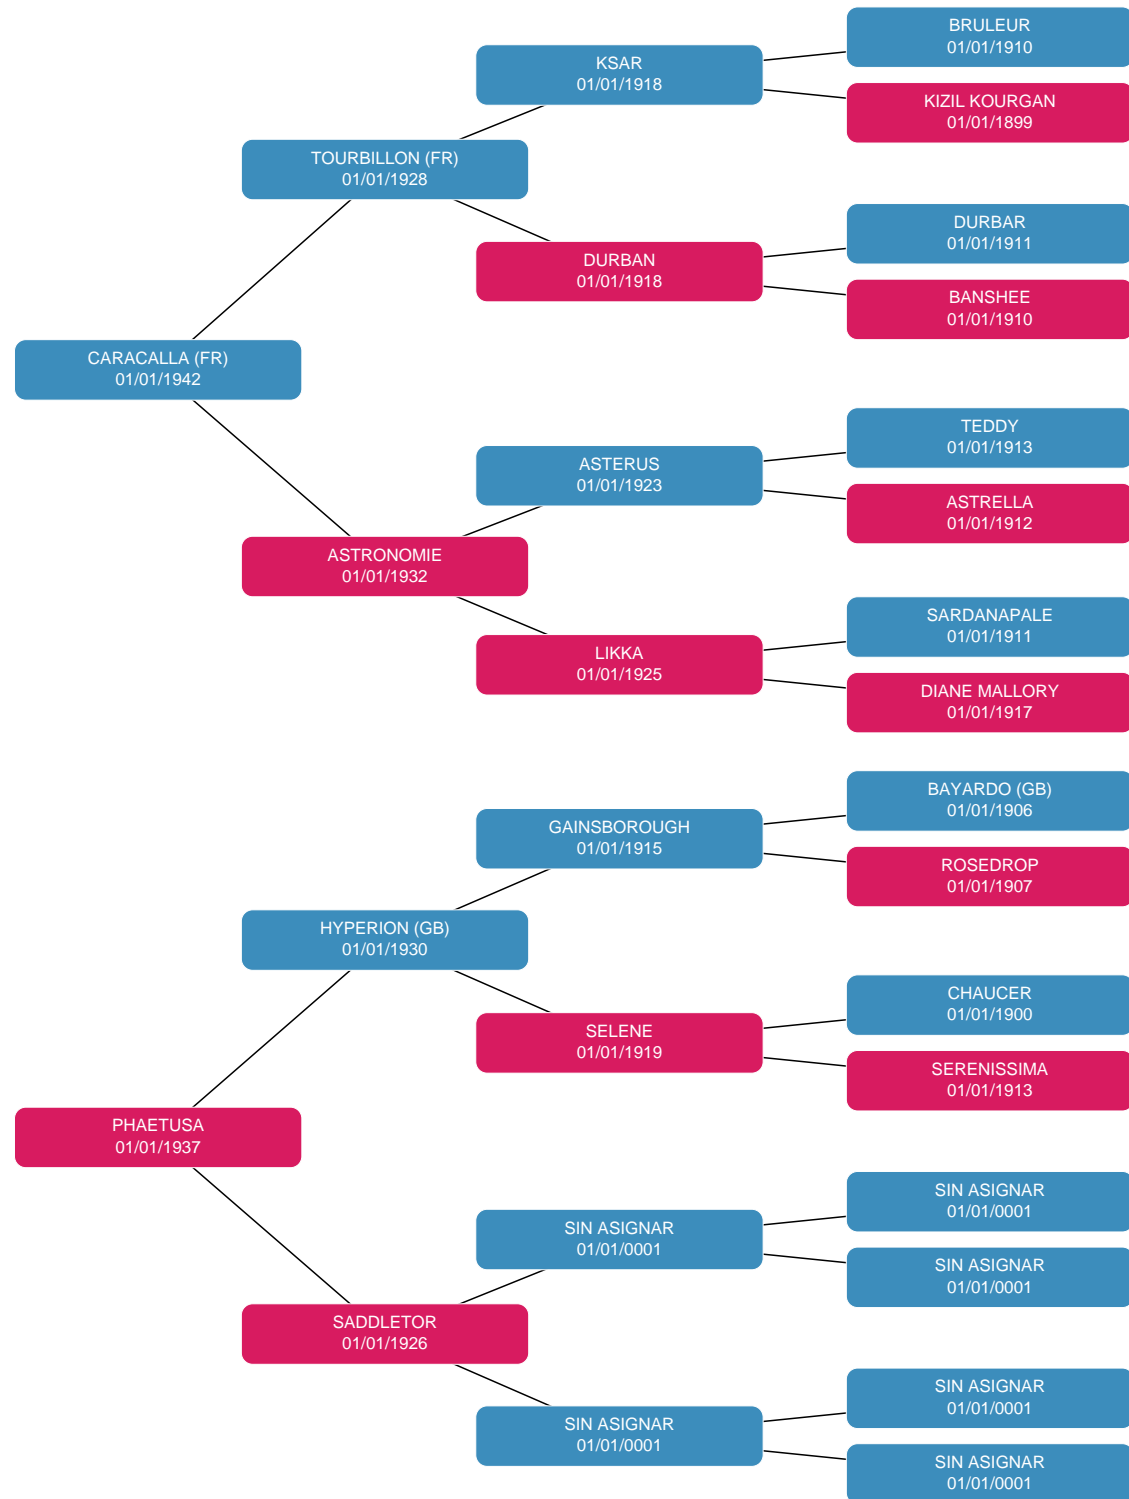 BRULEUR
01/01/1910
KSAR
01/01/1918
KIZIL KOURGAN
01/01/1899
TOURBILLON (FR)
01/01/1928
DURBAR
01/01/1911
DURBAN
01/01/1918
BANSHEE
01/01/1910
CARACALLA (FR)
01/01/1942
TEDDY
01/01/1913
ASTERUS
01/01/1923
ASTRELLA
01/01/1912
ASTRONOMIE
01/01/1932
SARDANAPALE
01/01/1911
LIKKA
01/01/1925
DIANE MALLORY
01/01/1917
BAYARDO (GB)
01/01/1906
GAINSBOROUGH
01/01/1915
ROSEDROP
01/01/1907
HYPERION (GB)
01/01/1930
CHAUCER
01/01/1900
SELENE
01/01/1919
SERENISSIMA
01/01/1913
PHAETUSA
01/01/1937
SIN ASIGNAR
01/01/0001
SIN ASIGNAR
01/01/0001
SIN ASIGNAR
01/01/0001
SADDLETOR
01/01/1926
SIN ASIGNAR
01/01/0001
SIN ASIGNAR
01/01/0001
SIN ASIGNAR
01/01/0001